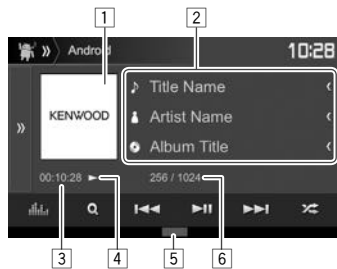 1
2
Android
10:28
KENWOOD
Title Name
Artist Name
Album Title
00:10:28
256 / 1024
3
4
5
6